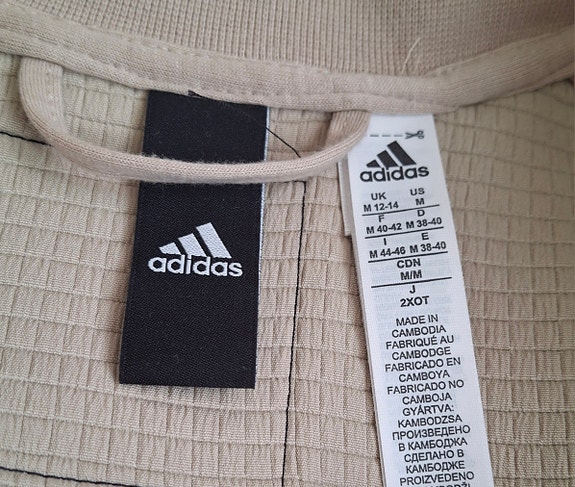 adidas
adidas
UK US
M 12-14 M
F D
M 40-42 M 38-40
I E
M 44-46 M 38-40
CDN
M/M
J
2XOT
MADE IN
CAMBODIA
FABRIQUÉ AU
CAMBODGE
FABRICADO EN
CAMBOYA
FABRICADO NO
CAMBOJA
GYÁRTVA:
KAMBODZSA
ПРОИЗВЕДЕНО
В КАМБОДЖА
СДЕЛАНО В
КАМБОДЖЕ
PROIZVEDENO